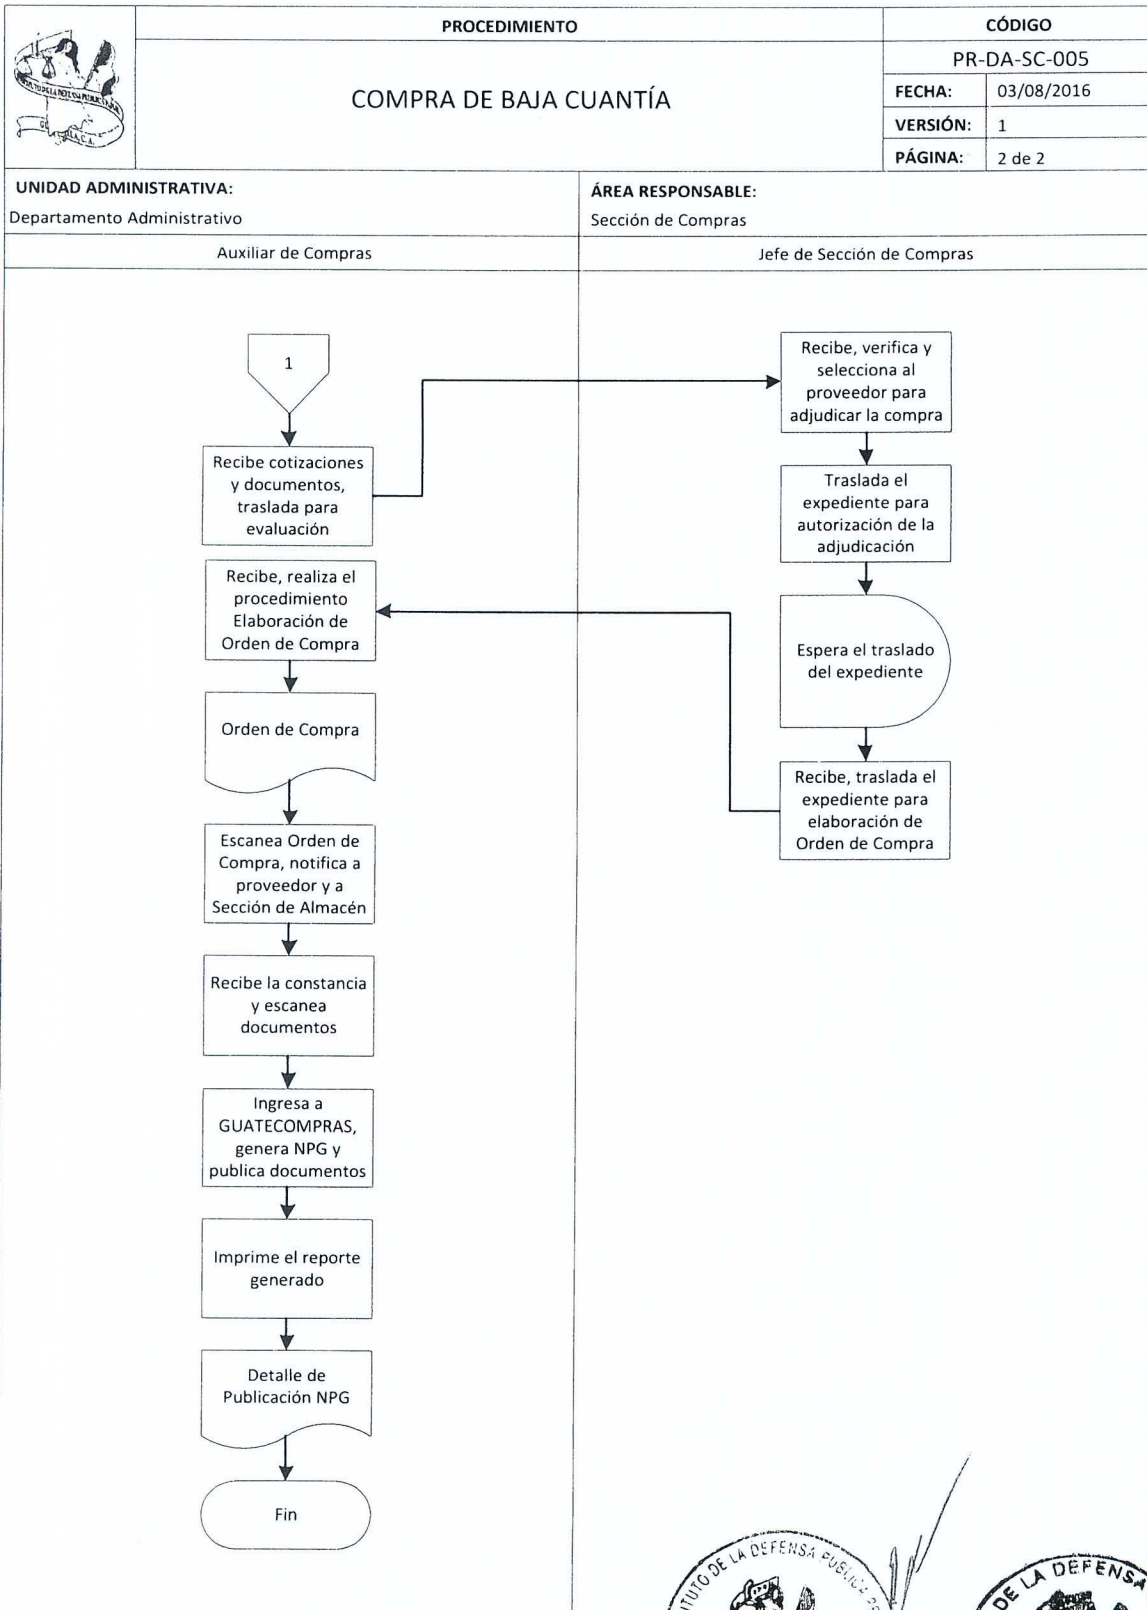 PROCEDIMIENTO
CÓDIGO
COMPRA DE BAJA CUANTÍA
PR-DA-SC-005
FECHA: 03/08/2016
VERSIÓN: 1
PÁGINA: 2 de 2
UNIDAD ADMINISTRATIVA:
Departamento Administrativo
ÁREA RESPONSABLE:
Sección de Compras
Auxiliar de Compras
Jefe de Sección de Compras
1
Recibe cotizaciones
y documentos,
traslada para
evaluación
Recibe, verifica y
selecciona al
proveedor para
adjudicar la compra
Traslada el
expediente para
autorización de la
adjudicación
Espera el traslado
del expediente
Recibe, traslada el
expediente para
elaboración de
Orden de Compra
Recibe, realiza el
procedimiento
Elaboración de
Orden de Compra
Orden de Compra
Escanea Orden de
Compra, notifica a
proveedor y a
Sección de Almacén
Recibe la constancia
y escanea
documentos
Ingresa a
GUATECOMPRAS,
genera NPG y
publica documentos
Imprime el reporte
generado
Detalle de
Publicación NPG
Fin
DE LA DEFENSA PUBLICA
DE LA DEFENSA